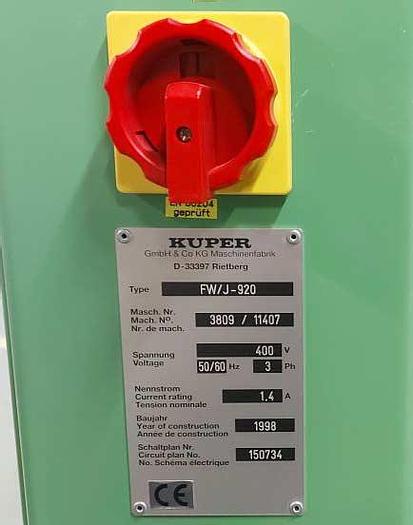 EN 60204
geprüft
KUPER
GmbH & Co KG Maschinenfabrik
D-33397 Rietberg
Type FW/J-920
Masch. Nr.
Mach. Nº. 3809 / 11407
Nr. de mach.
Spannung 400 V
Voltage 50/60 Hz 3 Ph
Nennstrom
Current rating 1.4 A
Tension nominale
Baujahr
Year of construction 1998
Année de construction
Schaltplan Nr.
Circuit plan No. 150734
No. Schéma électrique
CE